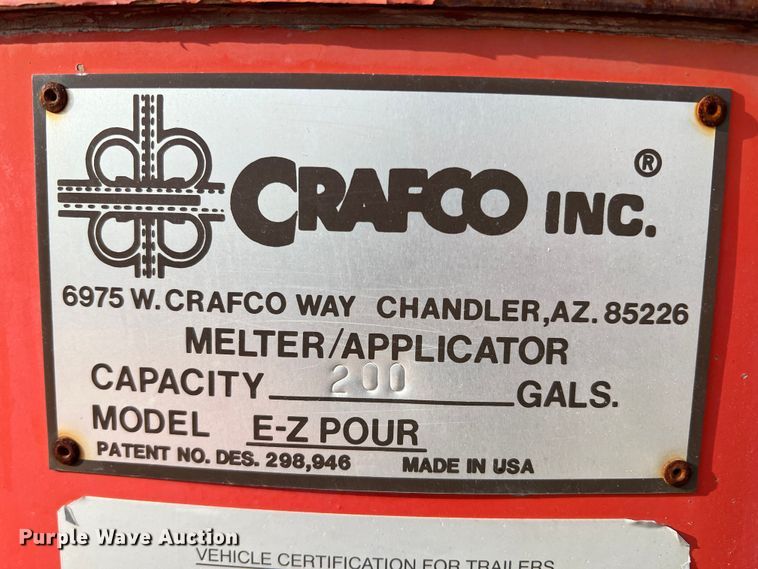 CRAFCO INC. ®
6975 W. CRAFCO WAY CHANDLER, AZ. 85226
MELTER/APPLICATOR
CAPACITY 200 GALS.
MODEL E-Z POUR
PATENT NO. DES. 298,946 MADE IN USA
Purple Wave Auction
VEHICLE CERTIFICATION FOR TRAILERS